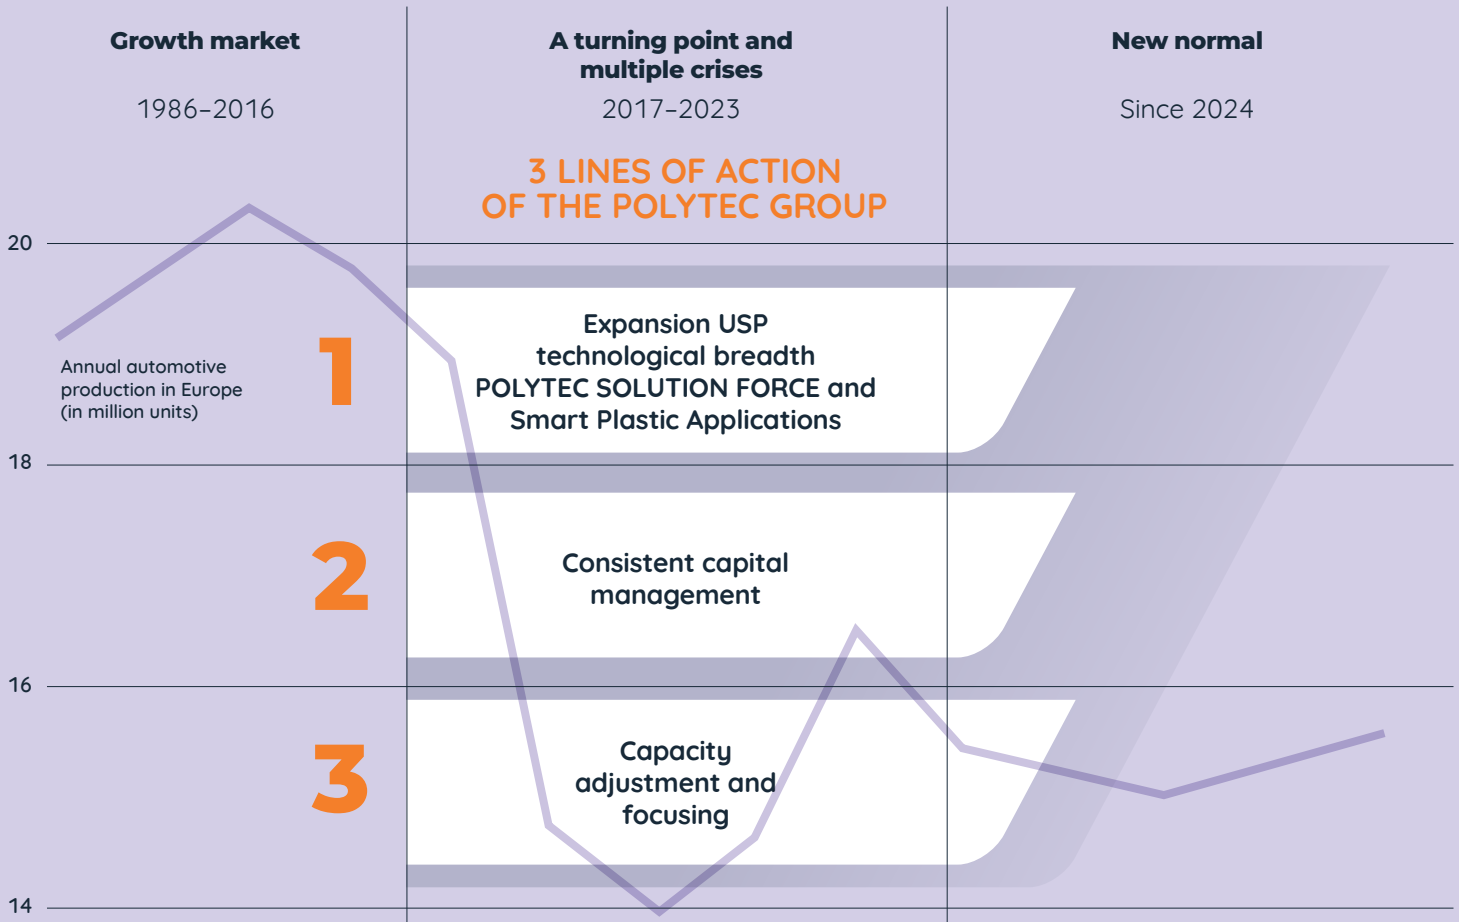 Growth market
1986–2016
A turning point and
multiple crises
2017–2023
New normal
Since 2024
3 LINES OF ACTION
OF THE POLYTEC GROUP
20
18
16
14
Annual automotive
production in Europe
(in million units)
1
Expansion USP
technological breadth
POLYTEC SOLUTION FORCE and
Smart Plastic Applications
2
Consistent capital
management
3
Capacity
adjustment and
focusing